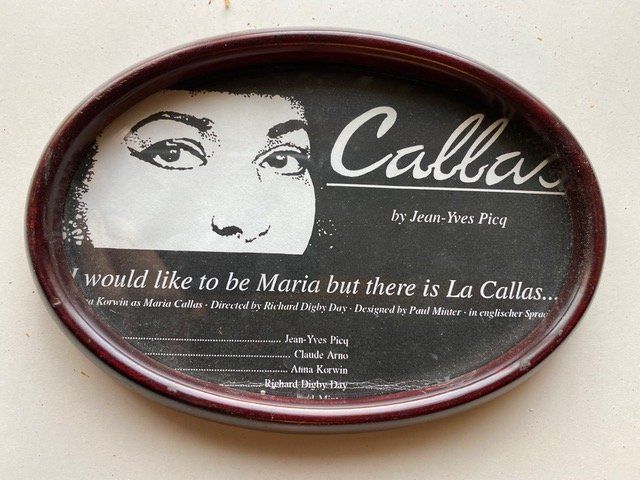 Callas
by Jean-Yves Picq
I would like to be Maria but there is La Callas...
Korwin as Maria Callas · Directed by Richard Digby Day · Designed by Paul Minter · in englischer
Jean-Yves Picq
Claude Arno
Anna Korwin
Richard Digby Day